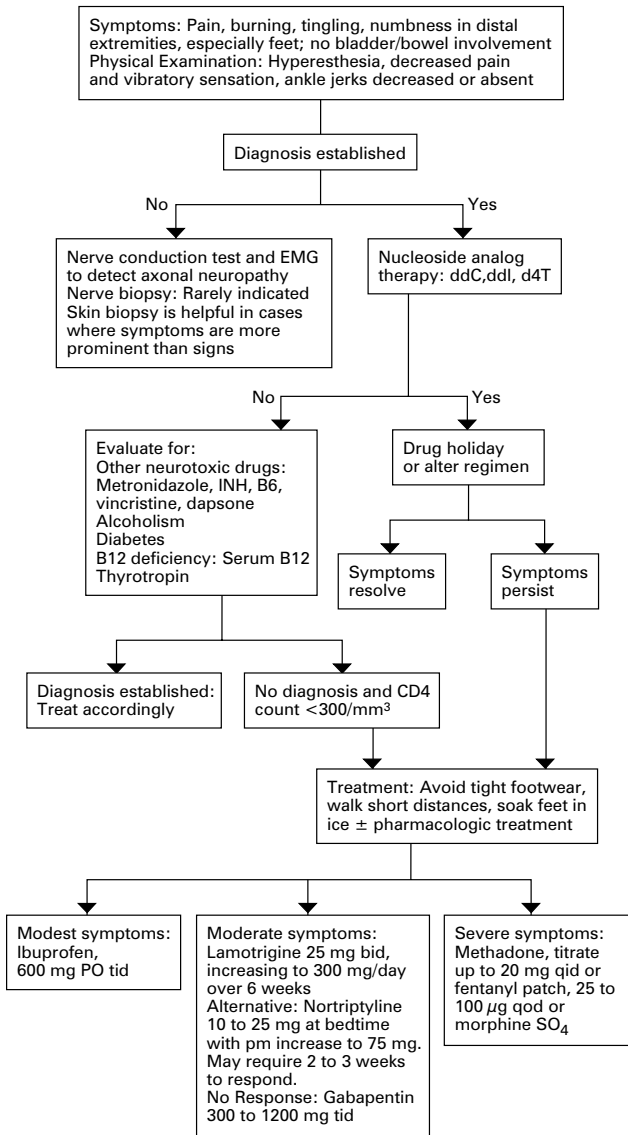 Symptoms: Pain, burning, tingling, numbness in distal
extremities, especially feet; no bladder/bowel involvement
Physical Examination: Hyperesthesia, decreased pain
and vibratory sensation, ankle jerks decreased or absent
Diagnosis established
No
Yes
Nerve conduction test and EMG
to detect axonal neuropathy
Nerve biopsy: Rarely indicated
Skin biopsy is helpful in cases
where symptoms are more
prominent than signs
Nucleoside analog
therapy: ddC,ddI, d4T
No
Yes
Evaluate for:
Other neurotoxic drugs:
Metronidazole, INH, B6,
vincristine, dapsone
Alcoholism
Diabetes
B12 deficiency: Serum B12
Thyrotropin
Drug holiday
or alter regimen
Symptoms
resolve
Symptoms
persist
Diagnosis established:
Treat accordingly
No diagnosis and CD4
count <300/mm³
Treatment: Avoid tight footwear,
walk short distances, soak feet in
ice ± pharmacologic treatment
Modest symptoms:
Ibuprofen,
600 mg PO tid
Moderate symptoms:
Lamotrigine 25 mg bid,
increasing to 300 mg/day
over 6 weeks
Alternative: Nortriptyline
10 to 25 mg at bedtime
with pm increase to 75 mg.
May require 2 to 3 weeks
to respond.
No Response: Gabapentin
300 to 1200 mg tid
Severe symptoms:
Methadone, titrate
up to 20 mg qid or
fentanyl patch, 25 to
100 µg qod or
morphine SO₄